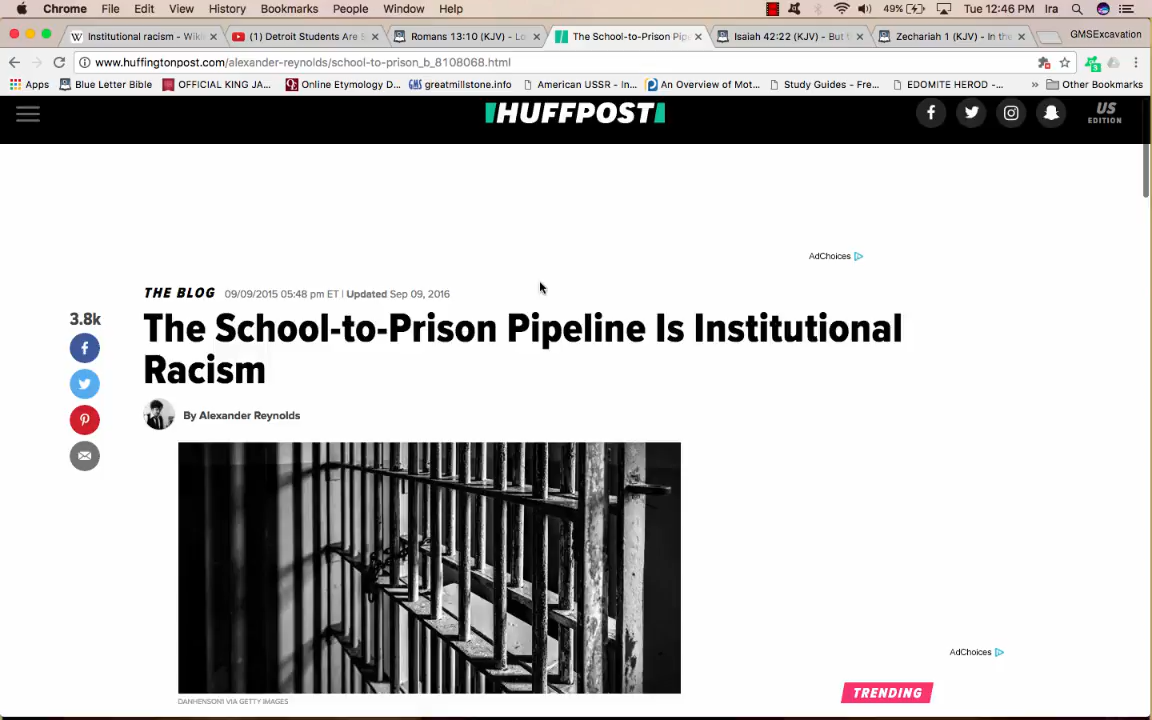 Chrome File Edit View History Bookmarks People Window Help 49% Tue 12:46 PM Ira
Institutional racism - Wiki
(1) Detroit Students Are S
Romans 13:10 (KJV) - Lo
The School-to-Prison Pip
Isaiah 42:22 (KJV) - But t
Zechariah 1 (KJV) - In the
GMSExcavation
www.huffingtonpost.com/alexander-reynolds/school-to-prison_b_8108068.html
Apps Blue Letter Bible OFFICIAL KING JA... Online Etymology D... greatmillstone.info American USSR - In... An Overview of Mot... Study Guides - Fre... EDOMITE HEROD -... » Other Bookmarks
HUFFPOST
US
EDITION
AdChoices
THE BLOG 09/09/2015 05:48 pm ET | Updated Sep 09, 2016
3.8k
The School-to-Prison Pipeline Is Institutional
Racism
By Alexander Reynolds
AdChoices
TRENDING
DANHENSON1 VIA GETTY IMAGES